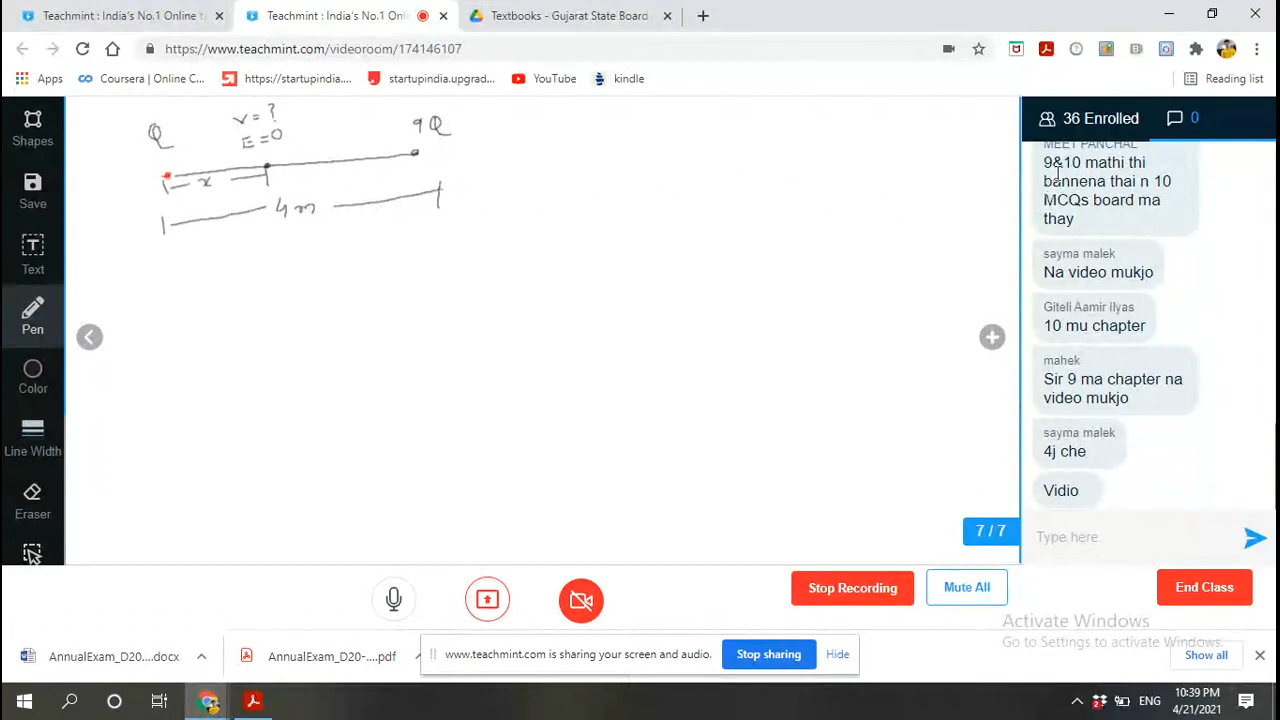 Teachmint: India's No.1 Online t
Teachmint: India's No.1 Onl
Textbooks - Gujarat State Board
https://www.teachmint.com/videoroom/174146107
Apps
Coursera | Online C...
https://startupindia....
startupindia.upgrad...
YouTube
kindle
Reading list
Shapes
Save
Text
Pen
Color
Line Width
Eraser
V = ?
E = 0
Q
9Q
x
4m
7 / 7
36 Enrolled
0
MEET PANCHAL
9&10 mathi thi
bannena thai n 10
MCQs board ma
thay
sayma malek
Na video mukjo
Giteli Aamir ilyas
10 mu chapter
mahek
Sir 9 ma chapter na
video mukjo
sayma malek
4j che
Vidio
Type here
Stop Recording
Mute All
End Class
Activate Windows
Go to Settings to activate Windows.
AnnualExam_D20....docx
AnnualExam_D20-....pdf
www.teachmint.com is sharing your screen and audio.
Stop sharing
Hide
Show all
ENG
10:39 PM
4/21/2021